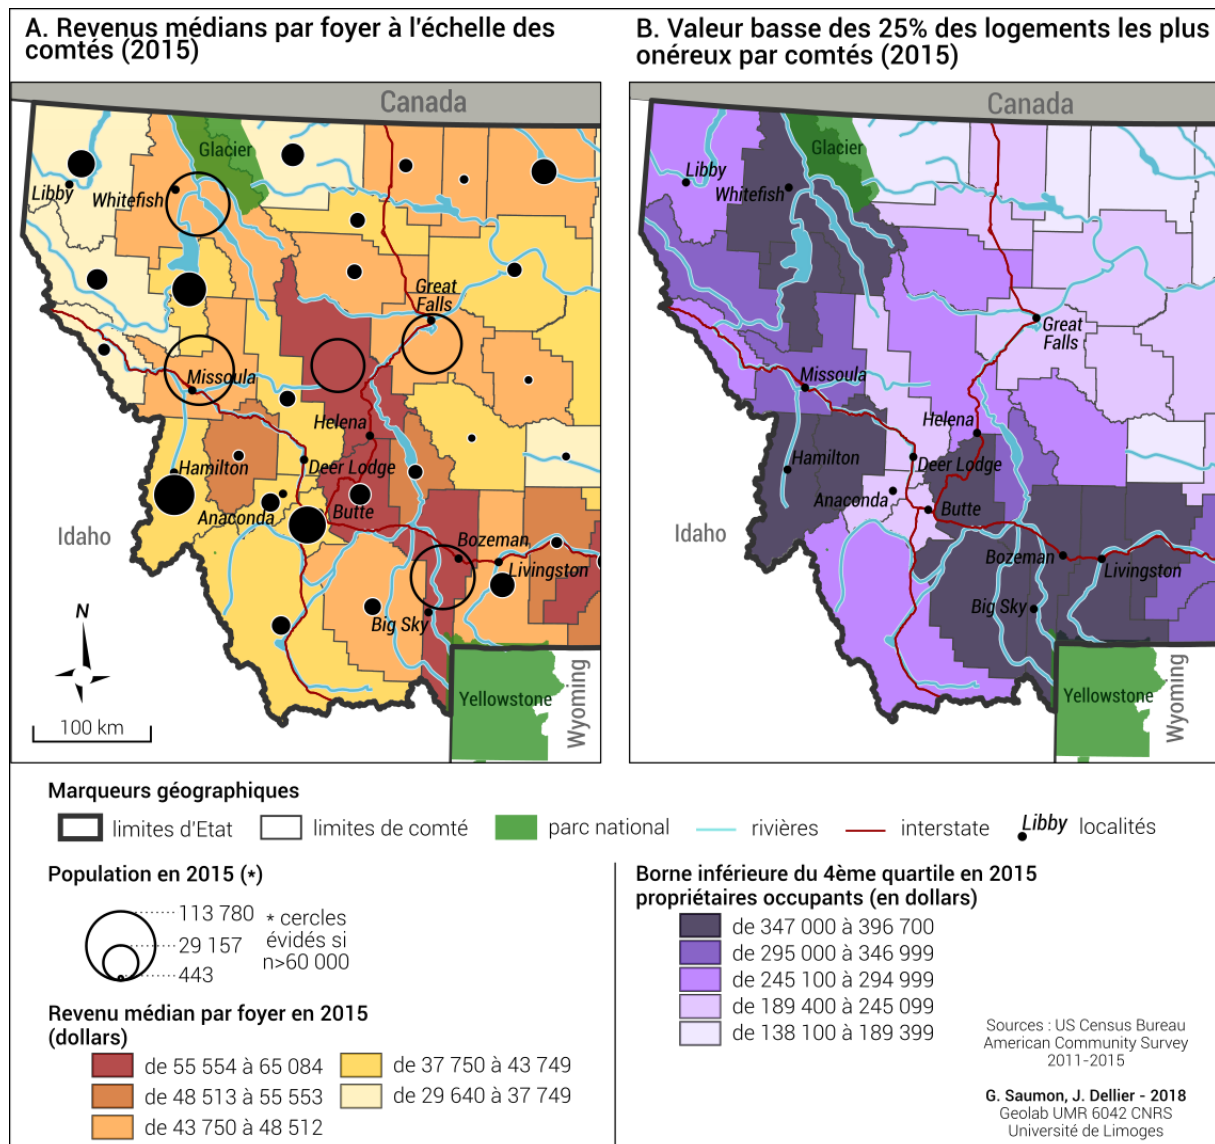 A. Revenus médians par foyer à l'échelle des
comtés (2015)
Canada
Glacier
Libby
Whitefish
Great
Falls
Missoula
Helena
Hamilton
Deer Lodge
Anaconda
Butte
Idaho
Bozeman
Livingston
Big Sky
N
Yellowstone
Wyoming
100 km
B. Valeur basse des 25% des logements les plus
onéreux par comtés (2015)
Canada
Glacier
Libby
Whitefish
Great
Falls
Missoula
Helena
Hamilton
Deer Lodge
Anaconda
Butte
Idaho
Bozeman
Livingston
Big Sky
Yellowstone
Wyoming
Marqueurs géographiques
limites d'Etat
limites de comté
parc national
rivières
interstate
Libby
localités
Population en 2015 (*)
113 780
29 157
443
* cercles
évidés si
n>60 000
Revenu médian par foyer en 2015
(dollars)
de 55 554 à 65 084
de 48 513 à 55 553
de 43 750 à 48 512
de 37 750 à 43 749
de 29 640 à 37 749
Borne inférieure du 4ème quartile en 2015
propriétaires occupants (en dollars)
de 347 000 à 396 700
de 295 000 à 346 999
de 245 100 à 294 999
de 189 400 à 245 099
de 138 100 à 189 399
Sources : US Census Bureau
American Community Survey
2011-2015
G. Saumon, J. Dellier - 2018
Geolab UMR 6042 CNRS
Université de Limoges